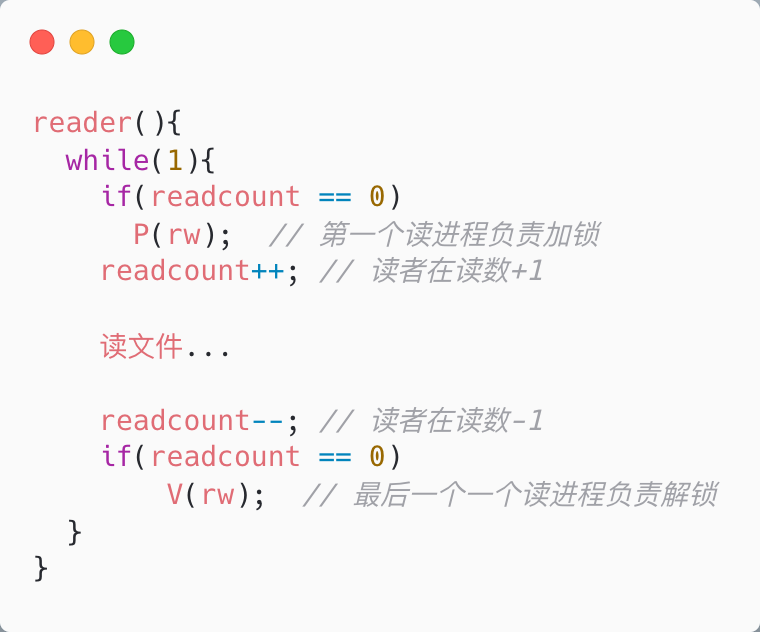 reader(){
  while(1){
    if(readcount == 0)
      P(rw);  // 第一个读进程负责加锁
    readcount++; // 读者在读数+1

    读文件...

    readcount--; // 读者在读数-1
    if(readcount == 0)
        V(rw);  // 最后一个一个读进程负责解锁
  }
}